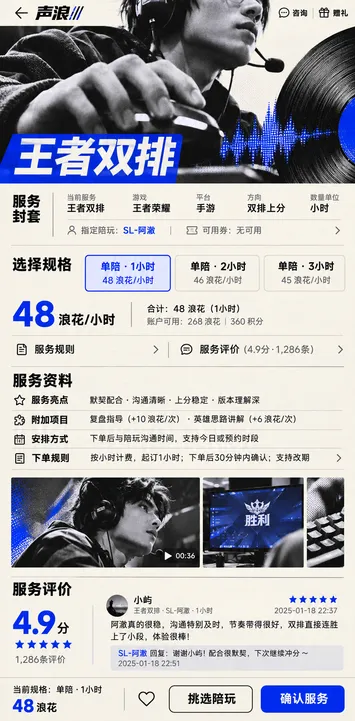 声浪
咨询
赠礼
王者双排
服务
封套
当前服务
王者双排
游戏
王者荣耀
平台
手游
方向
双排上分
数量单位
小时
指定陪玩：SL-阿澈
可用券：无可用
选择规格
单陪·1小时
48 浪花/小时
单陪·2小时
46 浪花/小时
单陪·3小时
45 浪花/小时
48 浪花/小时
合计：48 浪花（1小时）
账户可用：268 浪花｜360 积分
服务规则
服务评价 (4.9分·1,286条)
服务资料
服务亮点 默契配合·沟通清晰·上分稳定·版本理解深
附加项目 复盘指导（+10 浪花/次）·英雄思路讲解（+6 浪花/次）
安排方式 下单后与陪玩沟通时间，支持今日或预约时段
下单规则 按小时计费，起订1小时；下单后30分钟内确认；支持改期
00:36
胜利
服务评价
4.9分
1,286条评价
小屿
王者双排·SL-阿澈·1小时
2025-01-18 22:37
阿澈真的很稳，沟通特别及时，节奏带得很好，双排直接连胜
上了小段，体验很棒！
SL-阿澈 回复：谢谢小屿！配合很默契，下次继续冲分～
2025-01-18 22:51
当前规格：单陪·1小时
48 浪花
挑选陪玩
确认服务